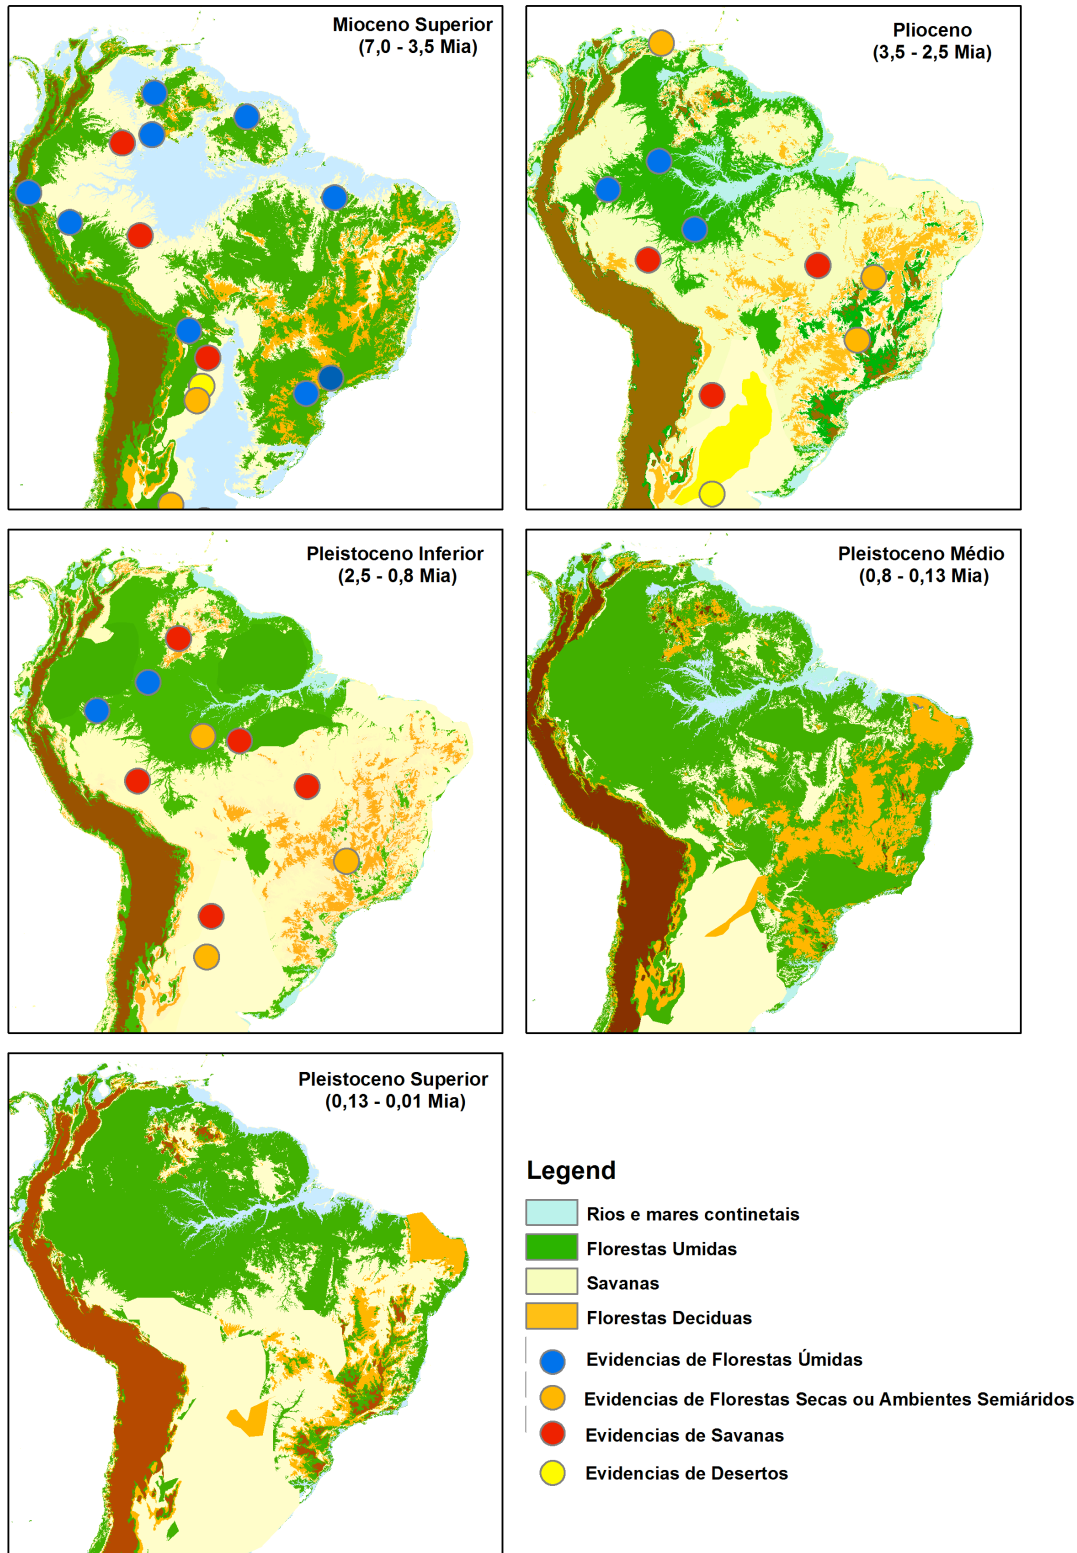 Mioceno Superior
(7,0 - 3,5 Mia)
Plioceno
(3,5 - 2,5 Mia)
Pleistoceno Inferior
(2,5 - 0,8 Mia)
Pleistoceno Médio
(0,8 - 0,13 Mia)
Pleistoceno Superior
(0,13 - 0,01 Mia)
Legend
Rios e mares continetais
Florestas Umidas
Savanas
Florestas Deciduas
Evidencias de Florestas Úmidas
Evidencias de Florestas Secas ou Ambientes Semiáridos
Evidencias de Savanas
Evidencias de Desertos